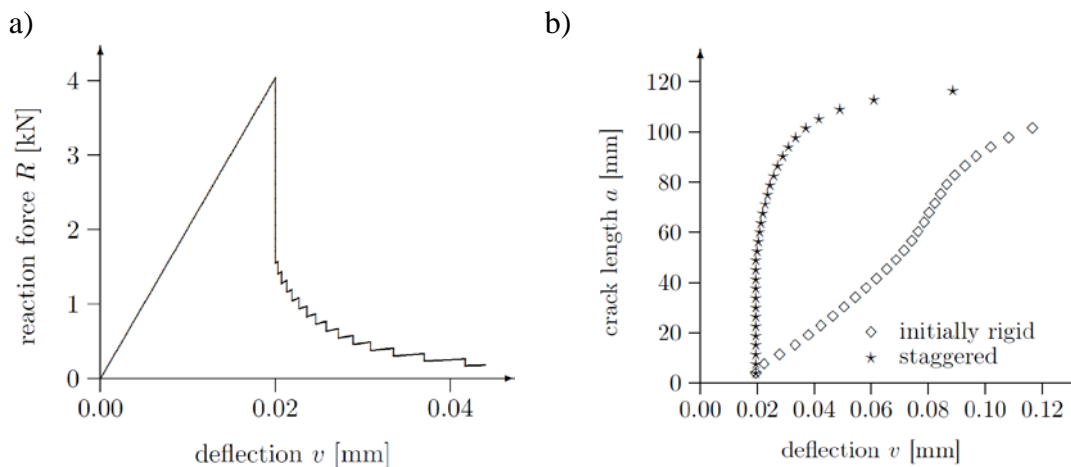 a)
reaction force R [kN]
4
3
2
1
0
0.00 0.02 0.04
deflection v [mm]
b)
crack length a [mm]
120
100
80
60
40
20
0
initially rigid
staggered
0.00 0.02 0.04 0.06 0.08 0.10 0.12
deflection v [mm]